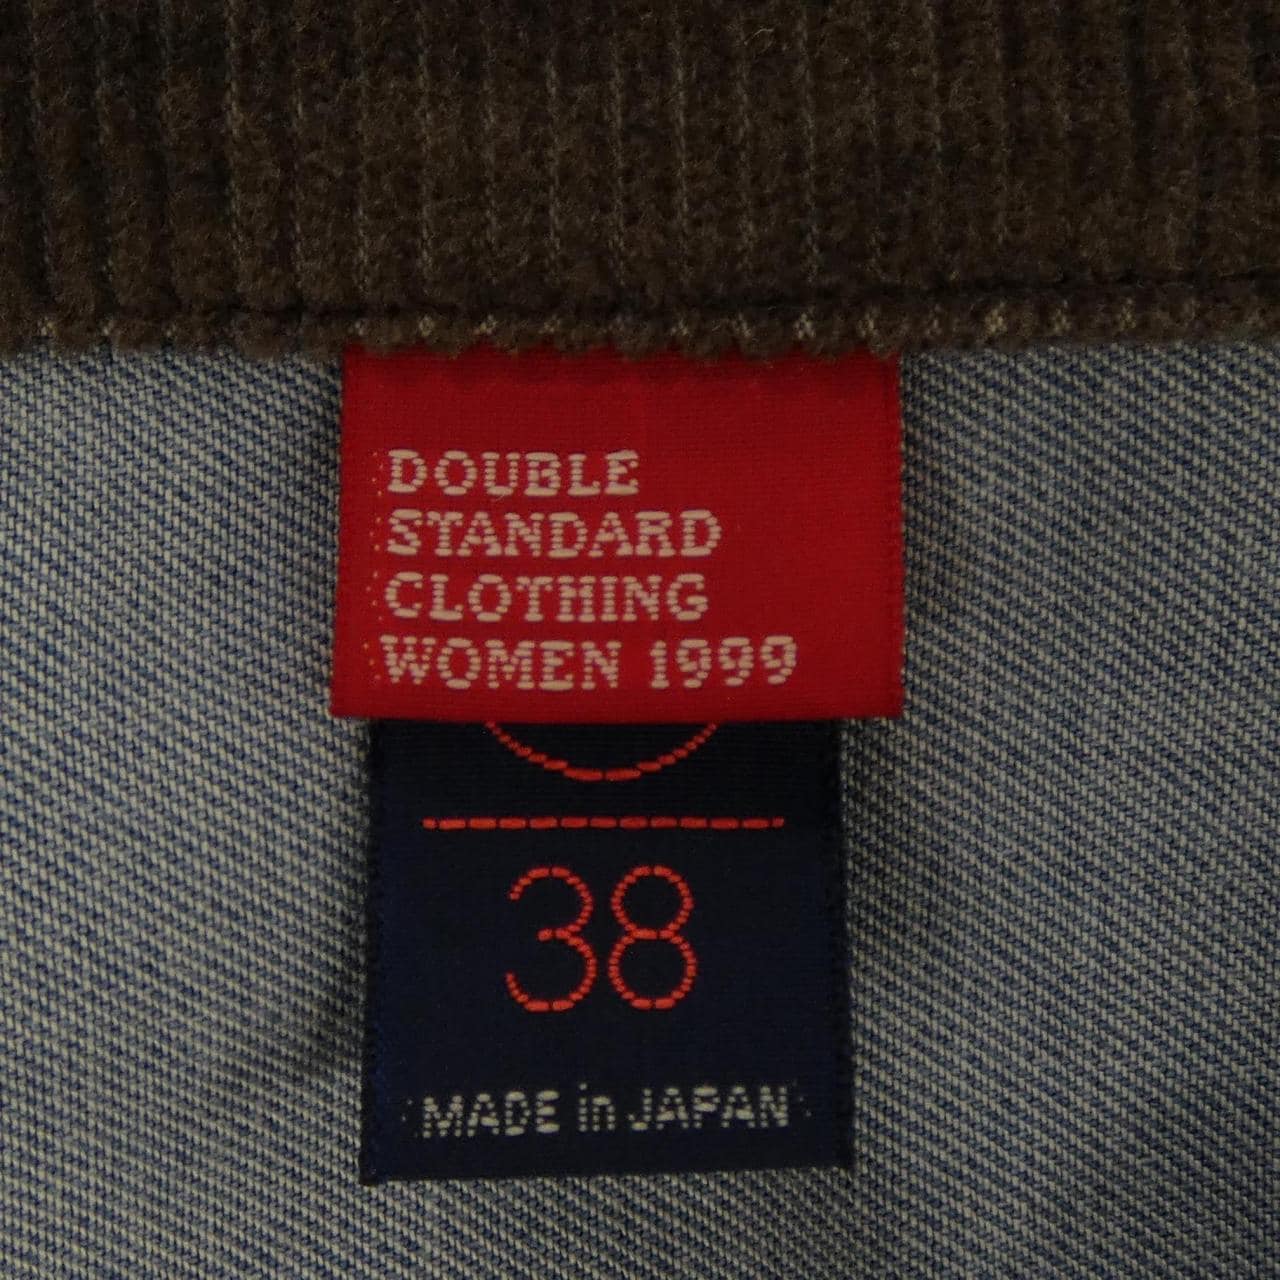 DOUBLE
STANDARD
CLOTHING
WOMEN 1999
38
MADE in JAPAN